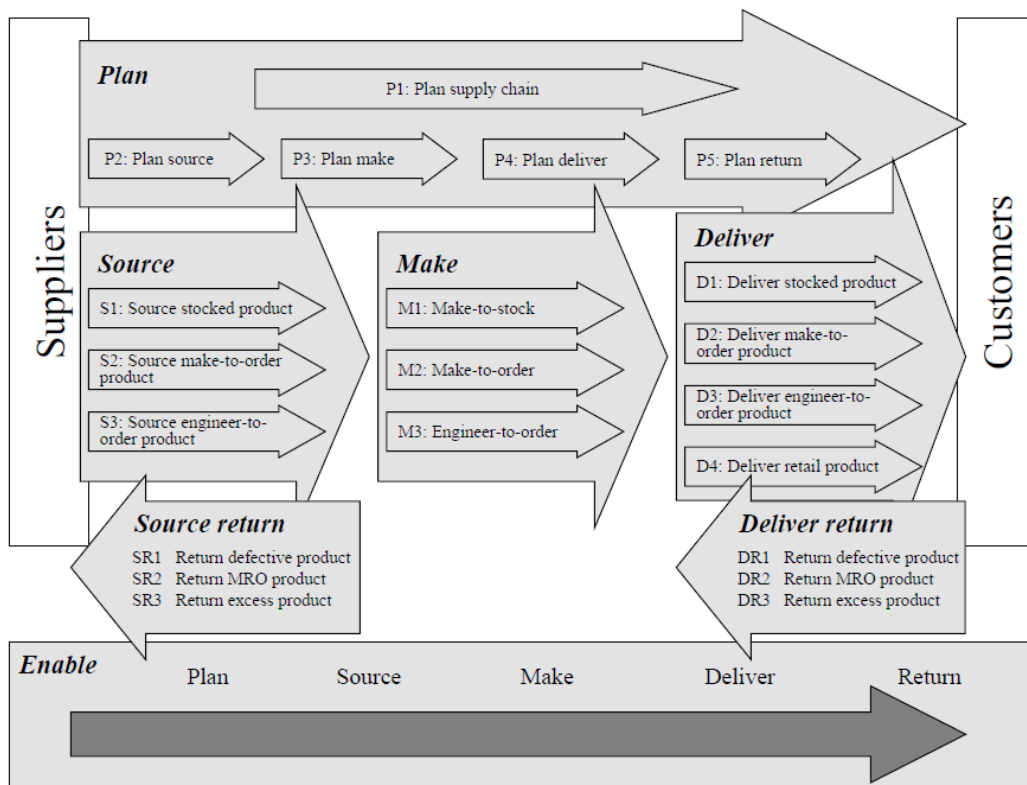 Suppliers
Customers
Plan
P1: Plan supply chain
P2: Plan source
P3: Plan make
P4: Plan deliver
P5: Plan return
Source
S1: Source stocked product
S2: Source make-to-order
product
S3: Source engineer-to-
order product
Make
M1: Make-to-stock
M2: Make-to-order
M3: Engineer-to-order
Deliver
D1: Deliver stocked product
D2: Deliver make-to-
order product
D3: Deliver engineer-to-
order product
D4: Deliver retail product
Source return
SR1 Return defective product
SR2 Return MRO product
SR3 Return excess product
Deliver return
DR1 Return defective product
DR2 Return MRO product
DR3 Return excess product
Enable
Plan Source Make Deliver Return